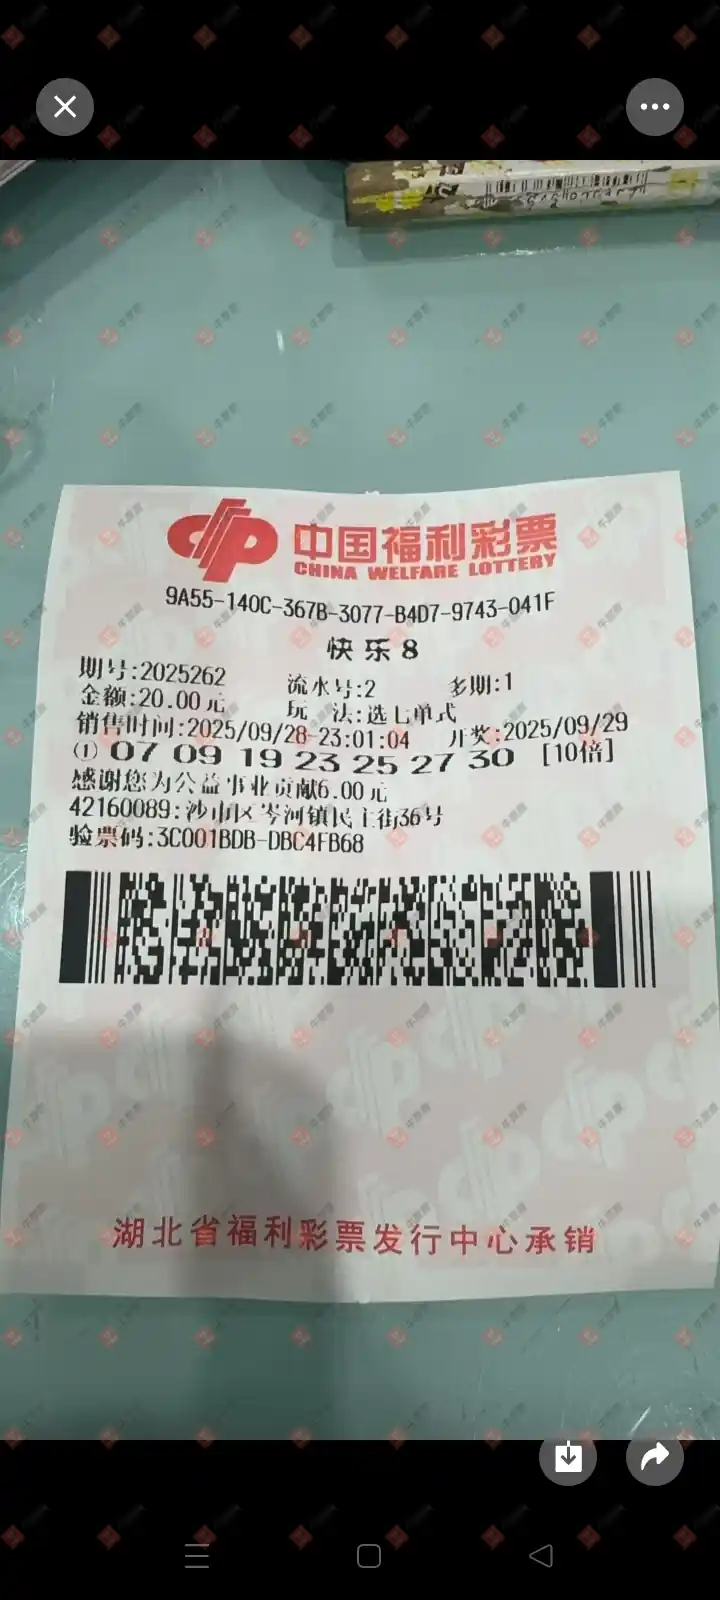 中国福利彩票
CHINA WELFARE LOTTERY
9A55-140C-367B-3077-B4D7-9743-041F
快乐8
期号:2025262 流水号:2 多期:1
金额:20.00元 玩 法:选七单式
销售时间:2025/09/28-23:01:04 开奖:2025/09/29
① 07 09 19 23 25 27 30 [10倍]
感谢您为公益事业贡献6.00元
42160089:沙市区岑河镇民主街36号
验票码:3C001BDB-DBC4FB68
湖北省福利彩票发行中心承销